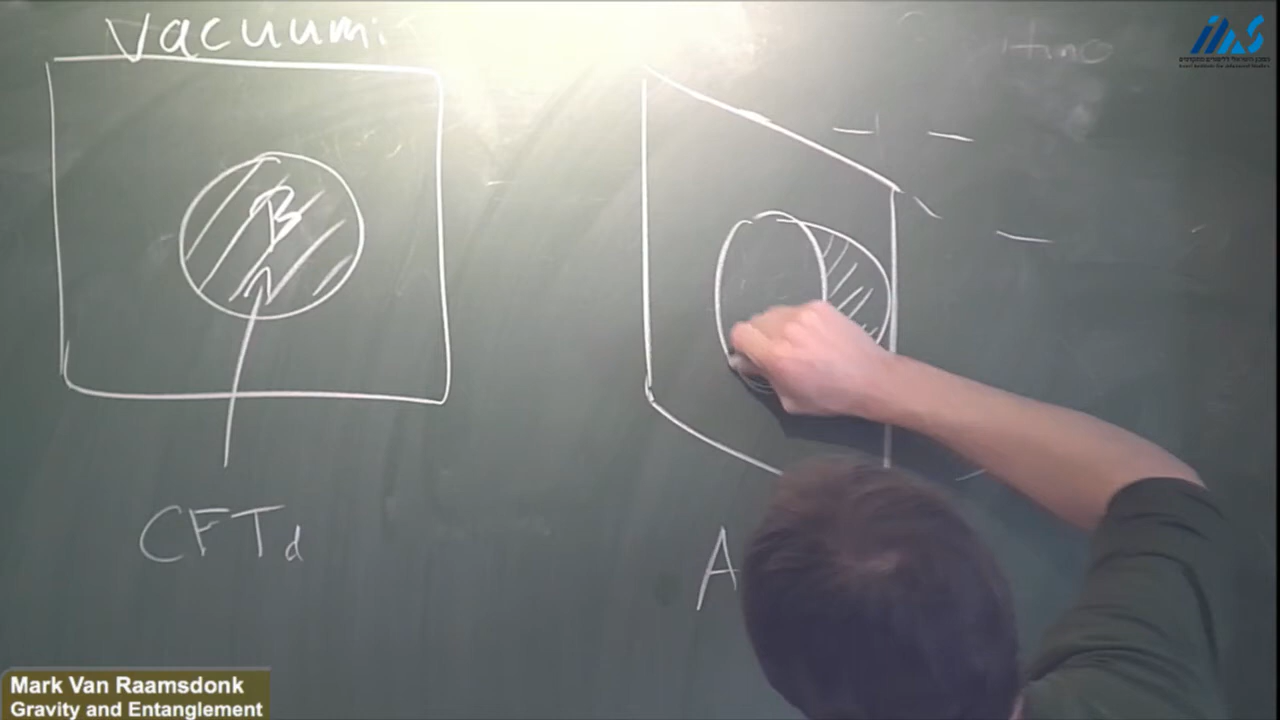 Vacuum:
B
CFTd
A
Mark Van Raamsdonk
Gravity and Entanglement